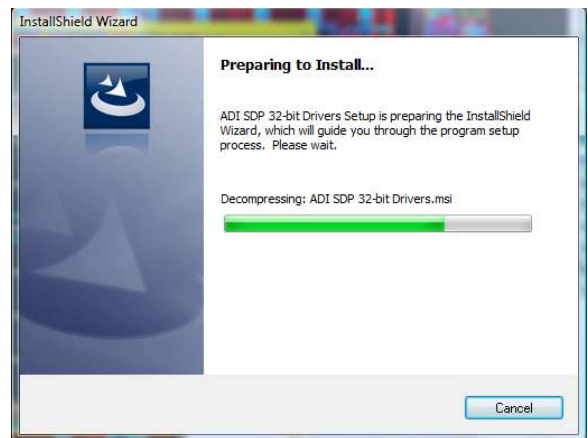 InstallShield Wizard
Preparing to Install...
ADI SDP 32-bit Drivers Setup is preparing the InstallShield
Wizard, which will guide you through the program setup
process. Please wait.
Decompressing: ADI SDP 32-bit Drivers.msi
Cancel